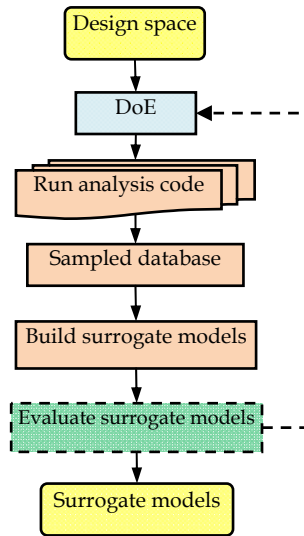 Design space
DoE
Run analysis code
Sampled database
Build surrogate models
Evaluate surrogate models
Surrogate models